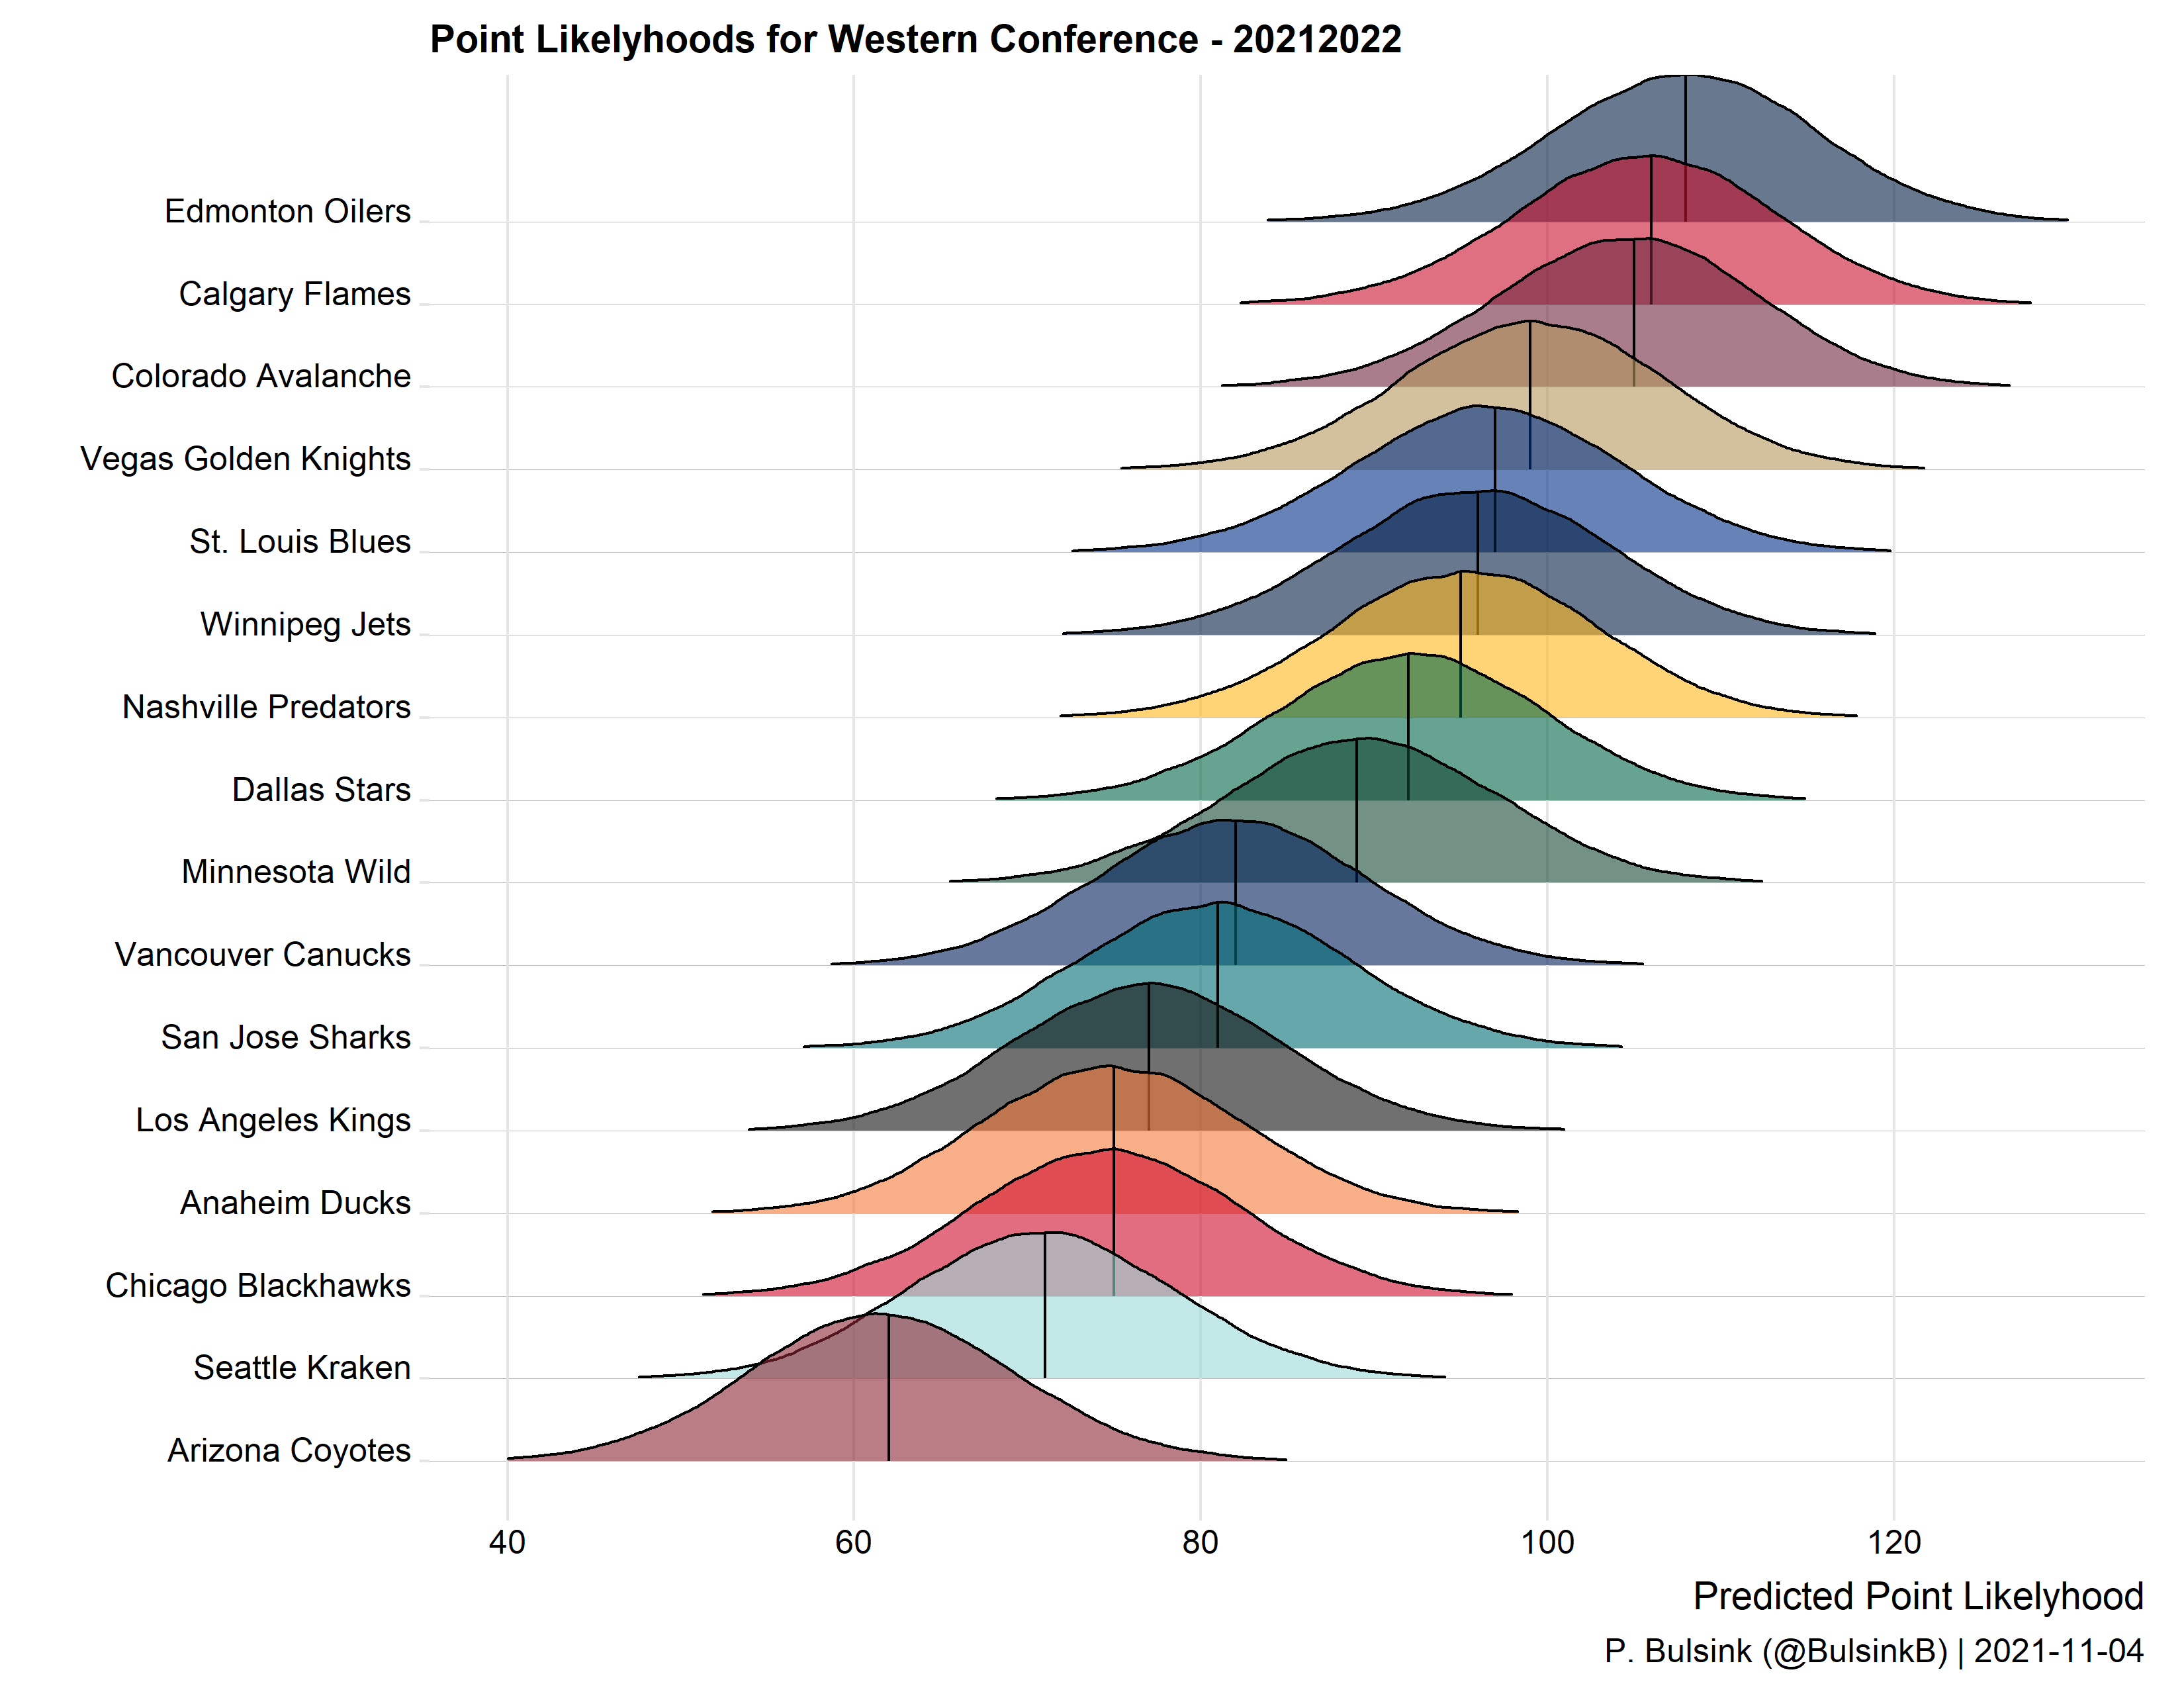 Point Likelyhoods for Western Conference - 20212022
Edmonton Oilers
Calgary Flames
Colorado Avalanche
Vegas Golden Knights
St. Louis Blues
Winnipeg Jets
Nashville Predators
Dallas Stars
Minnesota Wild
Vancouver Canucks
San Jose Sharks
Los Angeles Kings
Anaheim Ducks
Chicago Blackhawks
Seattle Kraken
Arizona Coyotes
40 60 80 100 120
Predicted Point Likelyhood
P. Bulsink (@BulsinkB) | 2021-11-04